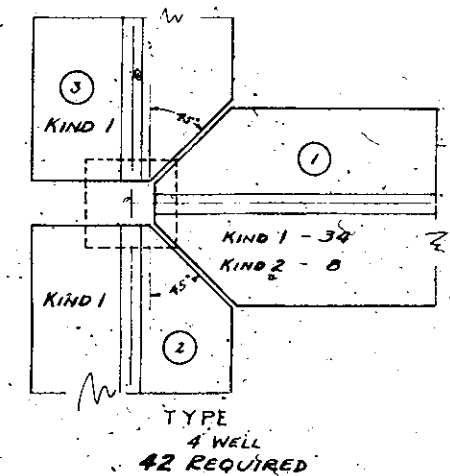 3
KIND 1
45°
1
KIND 1 - 34
KIND 2 - 8
KIND 1
45°
2
TYPE
4 WELL
42 REQUIRED